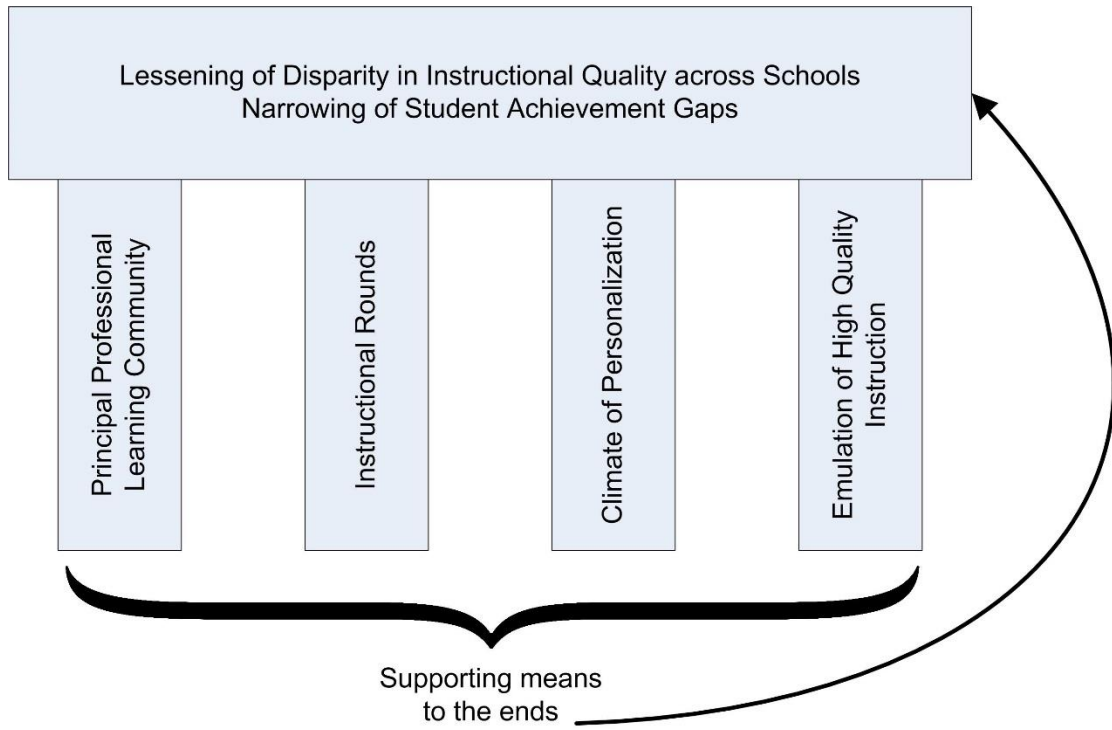 Lessening of Disparity in Instructional Quality across Schools
Narrowing of Student Achievement Gaps
Principal Professional
Learning Community
Instructional Rounds
Climate of Personalization
Emulation of High Quality
Instruction
Supporting means
to the ends